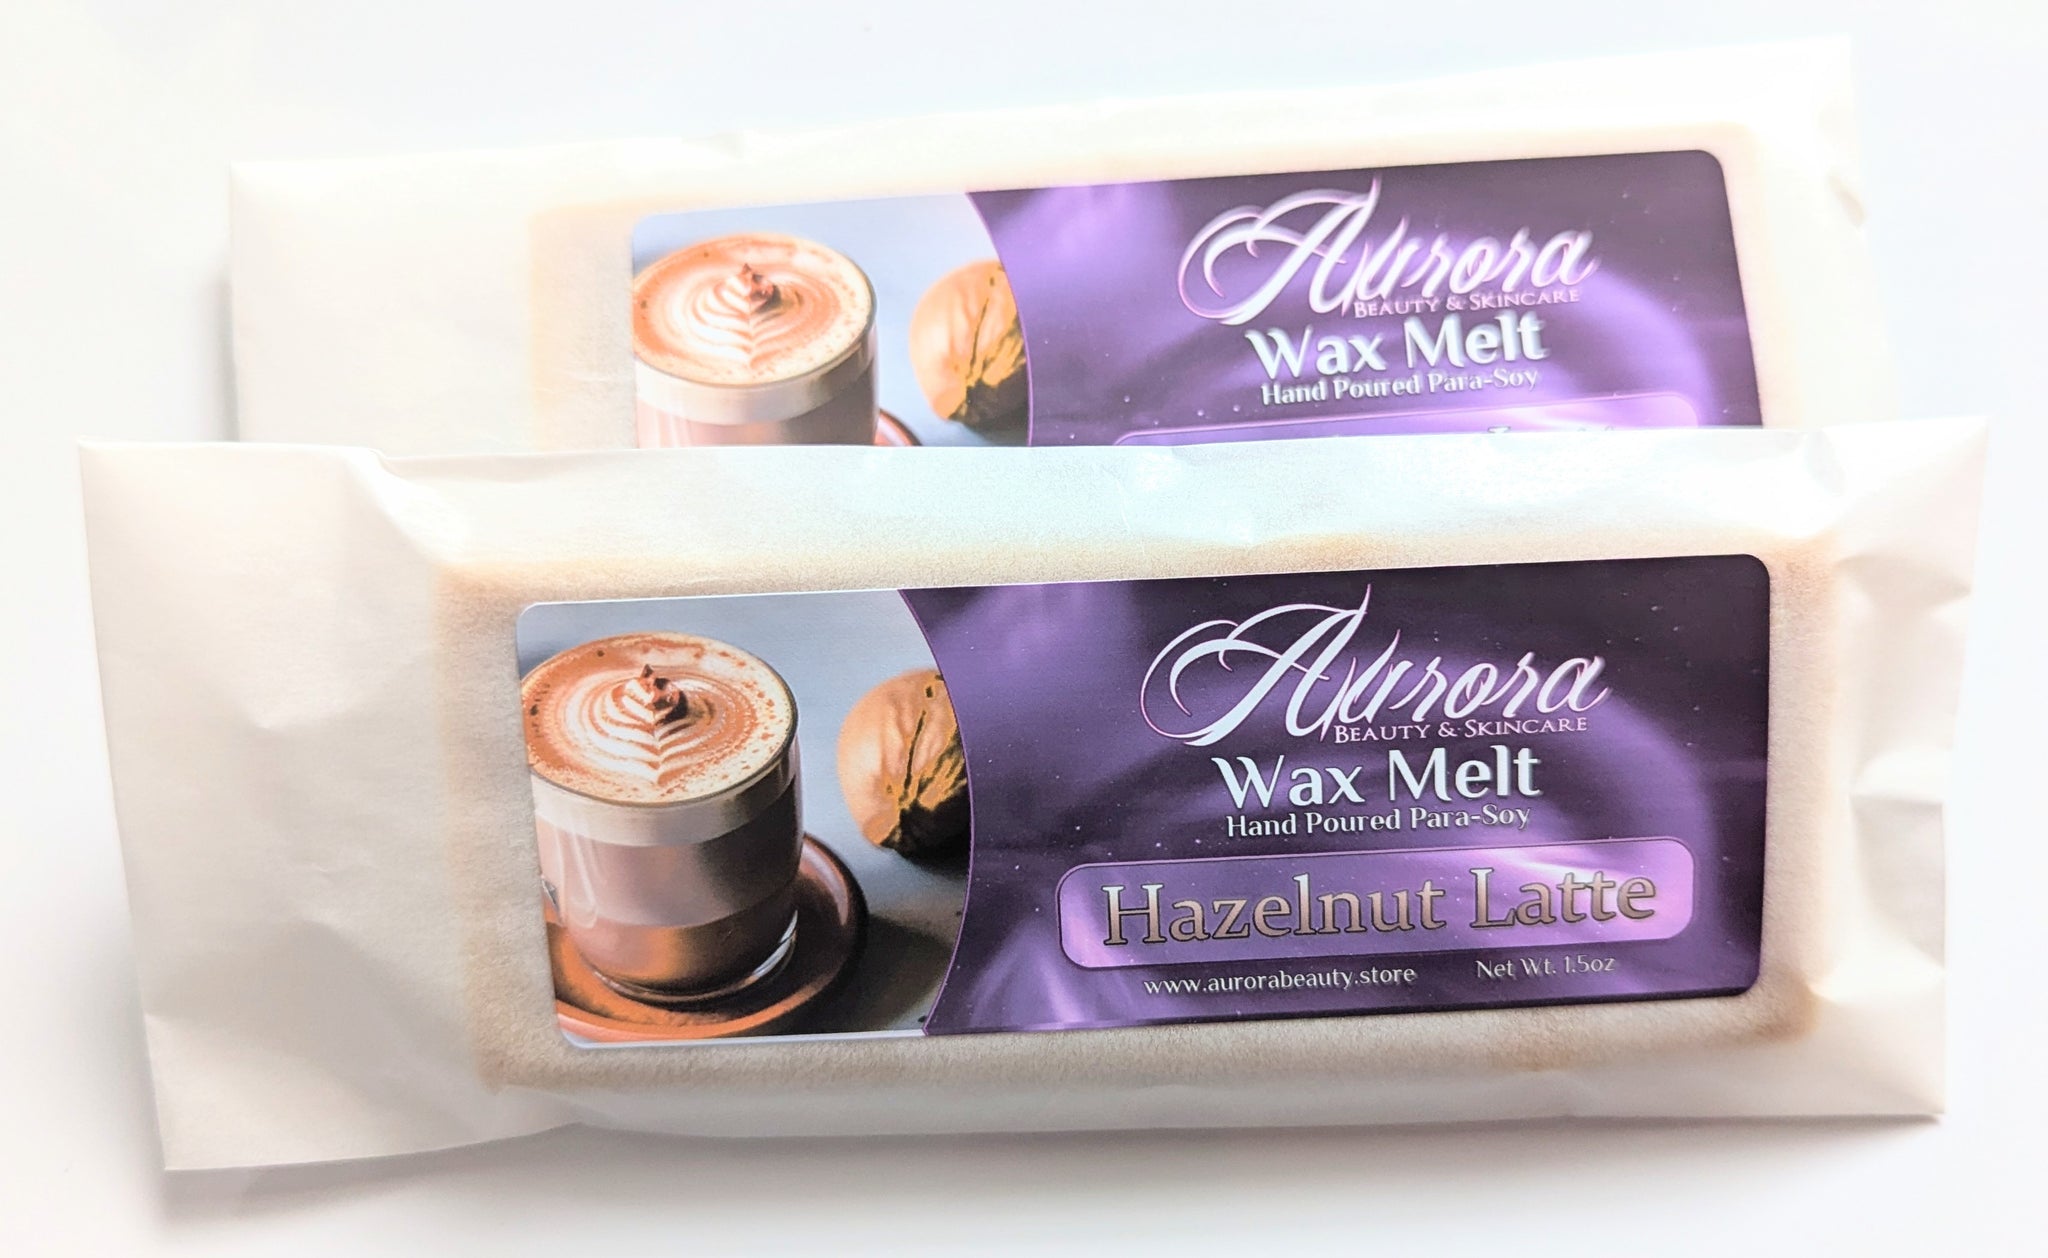 Aurora
BEAUTY & SKINCARE
Wax Melt
Hand Poured Para-Soy
Aurora
BEAUTY & SKINCARE
Wax Melt
Hand Poured Para-Soy
Hazelnut Latte
www.aurorabeauty.store Net Wt. 1.5oz